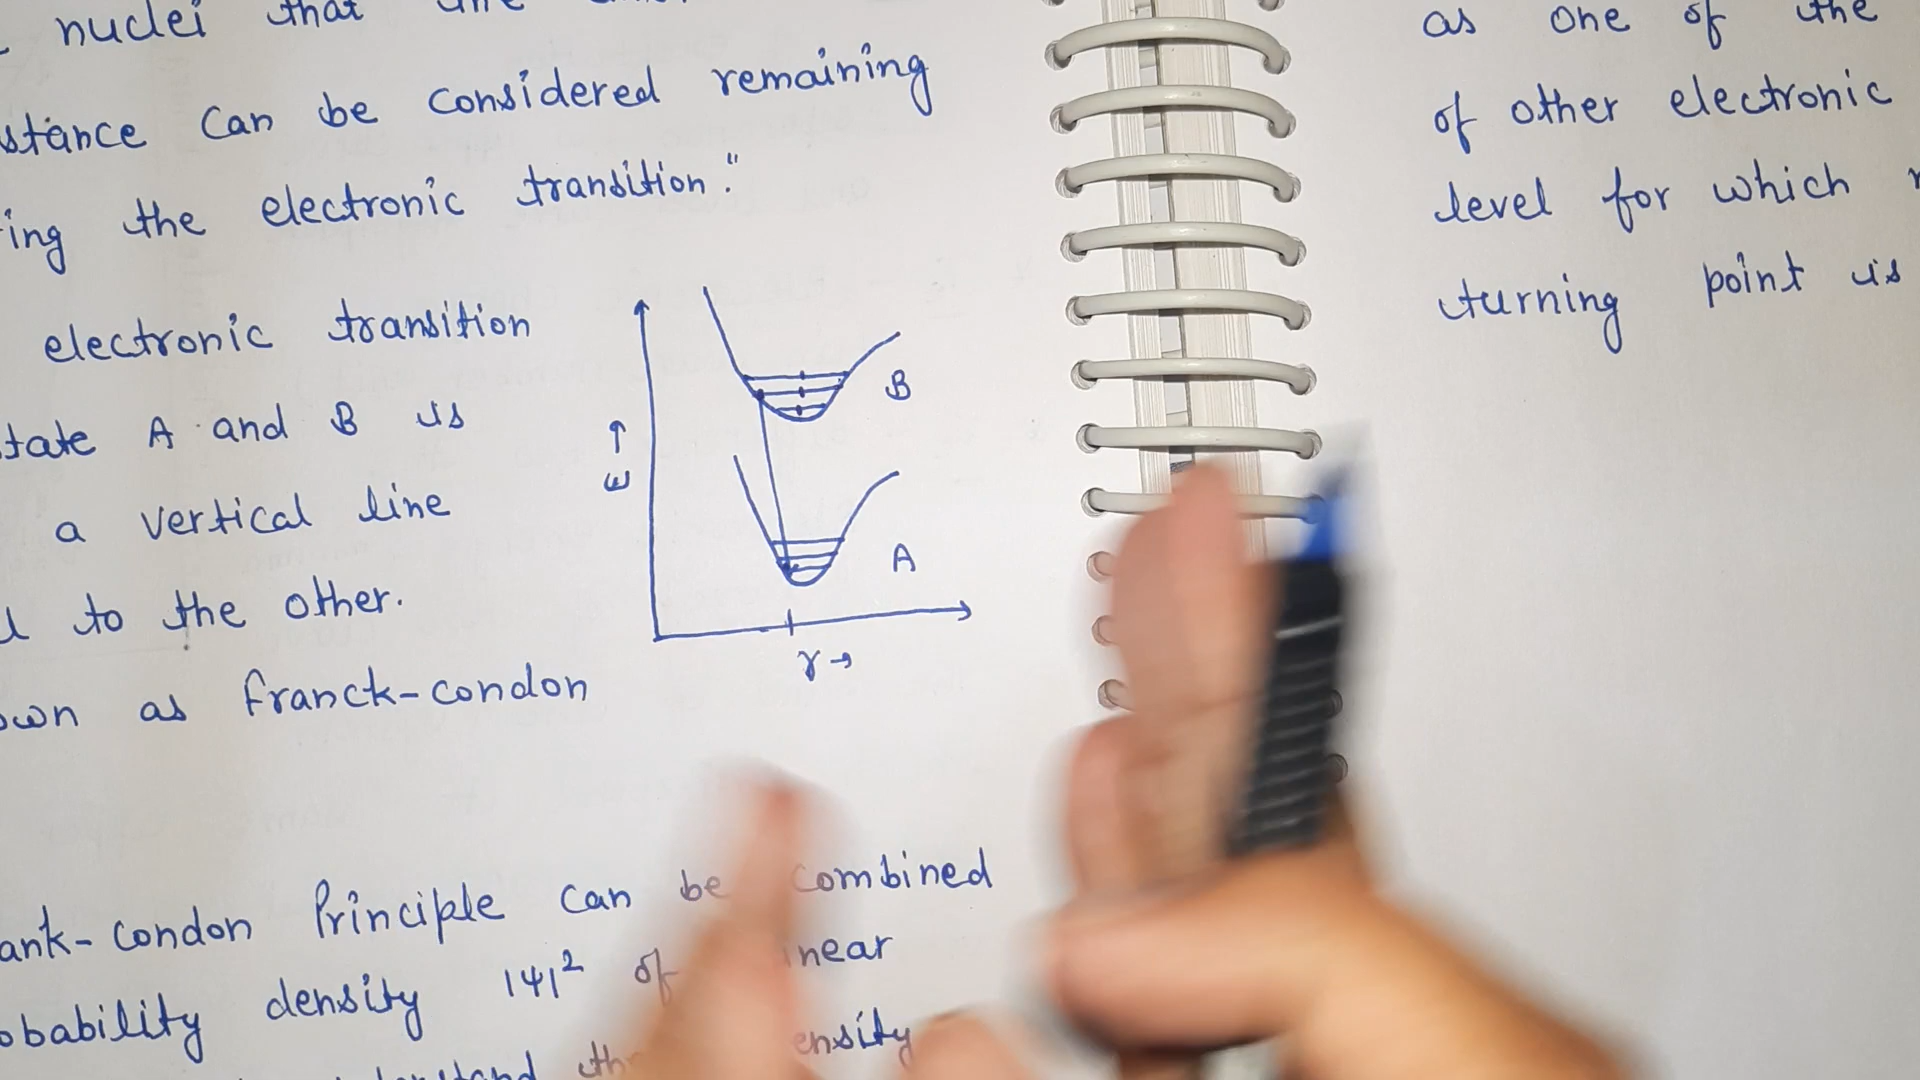 nuclei that
stance Can be considered remaining
ing the electronic transition."
electronic transition
tate A and B is
a vertical line
l to the other.
own as franck-condon
E
B
A
r →
ank-condon Principle can be combined
obability density |ψ|² of near
ensity
as one of the
of other electronic
level for which
turning point is